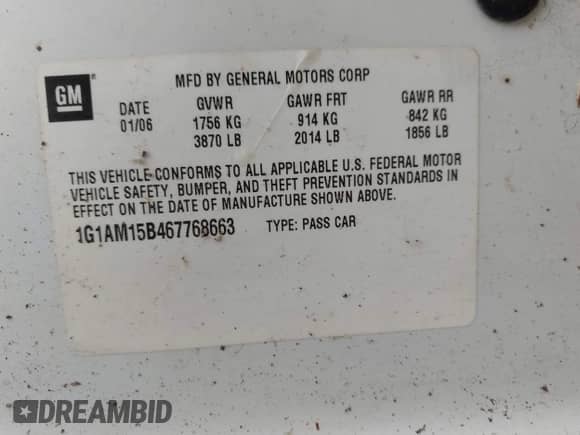 GM
MFD BY GENERAL MOTORS CORP
DATE GVWR GAWR FRT GAWR RR
01/06 1756 KG 914 KG 842 KG
3870 LB 2014 LB 1856 LB
THIS VEHICLE CONFORMS TO ALL APPLICABLE U.S. FEDERAL MOTOR
VEHICLE SAFETY, BUMPER, AND THEFT PREVENTION STANDARDS IN
EFFECT ON THE DATE OF MANUFACTURE SHOWN ABOVE.
1G1AM15B467768663 TYPE: PASS CAR
DREAMBID